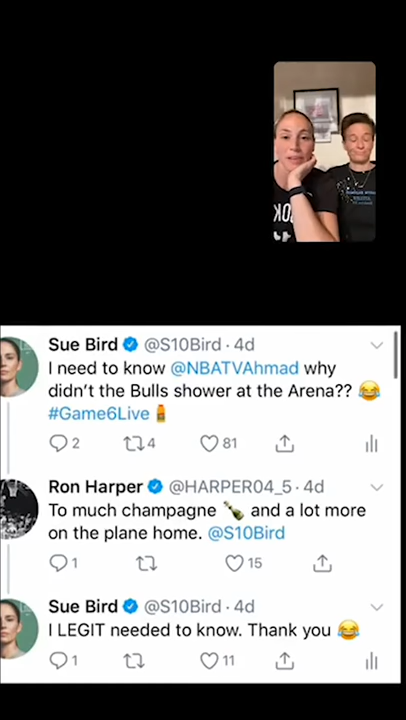 Sue Bird @S10Bird · 4d
I need to know @NBATVAhmad why
didn't the Bulls shower at the Arena?? 😂
#Game6Live
2 4 81
Ron Harper @HARPER04_5 · 4d
To much champagne 🍾 and a lot more
on the plane home. @S10Bird
1 15
Sue Bird @S10Bird · 4d
I LEGIT needed to know. Thank you 😂
1 11